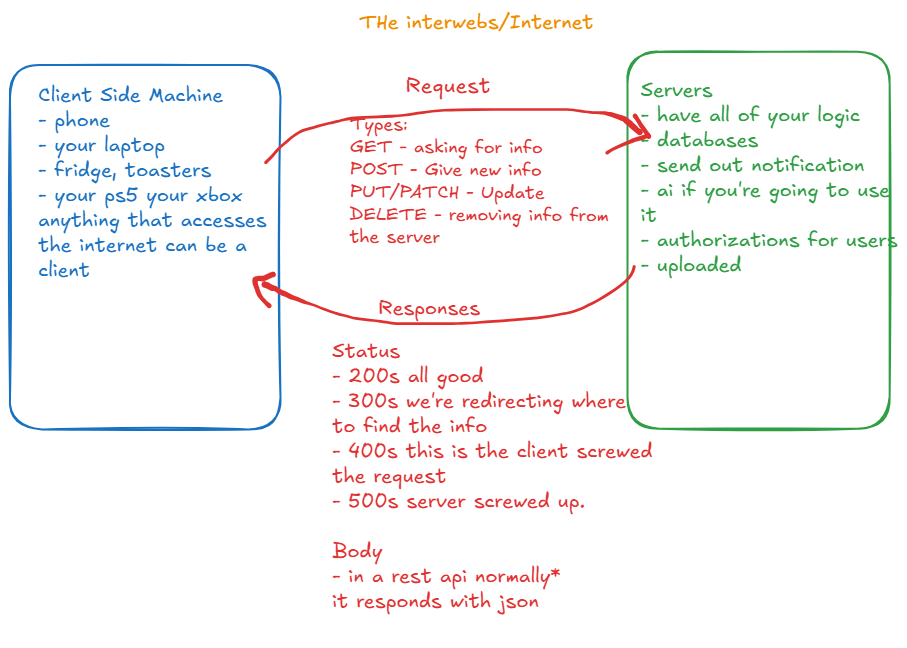 THe interwebs/Internet
Client Side Machine
- phone
- your laptop
- fridge, toasters
- your ps5 your xbox
anything that accesses
the internet can be a
client
Request
Types:
GET - asking for info
POST - Give new info
PUT/PATCH - Update
DELETE - removing info from
the server
Servers
- have all of your logic
- databases
- send out notification
- ai if you're going to use
it
- authorizations for users
- uploaded
Responses
Status
- 200s all good
- 300s we're redirecting where
to find the info
- 400s this is the client screwed
the request
- 500s server screwed up.
Body
- in a rest api normally*
it responds with json